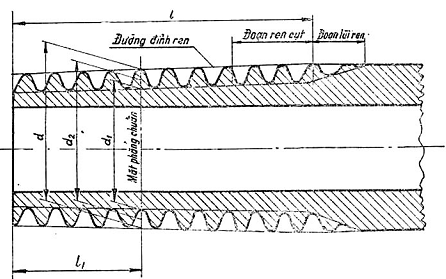 l
Đường đỉnh ren
Đoạn ren cụt
Đoạn lùi ren
d
d2
d1
Mặt phẳng chuẩn
l1